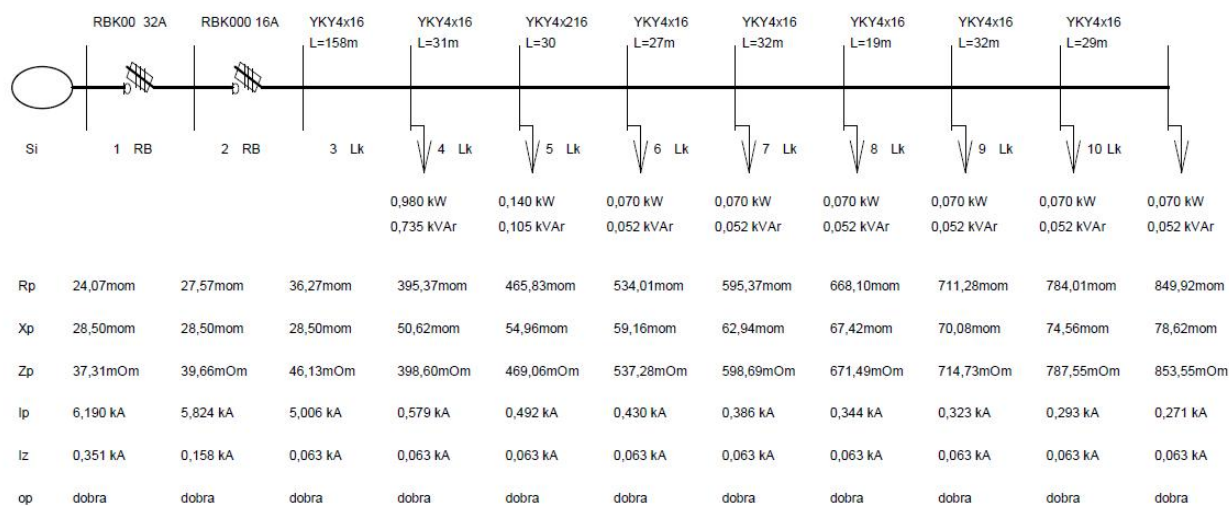 RBK00 32A RBK000 16A YKY4x16 YKY4x16 YKY4x216 YKY4x16 YKY4x16 YKY4x16 YKY4x16 YKY4x16
L=158m L=31m L=30 L=27m L=32m L=19m L=32m L=29m
Si 1 RB 2 RB 3 Lk 4 Lk 5 Lk 6 Lk 7 Lk 8 Lk 9 Lk 10 Lk
0,980 kW 0,140 kW 0,070 kW 0,070 kW 0,070 kW 0,070 kW 0,070 kW 0,070 kW
0,735 kVAr 0,105 kVAr 0,052 kVAr 0,052 kVAr 0,052 kVAr 0,052 kVAr 0,052 kVAr 0,052 kVAr
Rp 24,07mom 27,57mom 36,27mom 395,37mom 465,83mom 534,01mom 595,37mom 668,10mom 711,28mom 784,01mom 849,92mom
Xp 28,50mom 28,50mom 28,50mom 50,62mom 54,96mom 59,16mom 62,94mom 67,42mom 70,08mom 74,56mom 78,62mom
Zp 37,31mOm 39,66mOm 46,13mOm 398,60mOm 469,06mOm 537,28mOm 598,69mOm 671,49mOm 714,73mOm 787,55mOm 853,55mOm
Ip 6,190 kA 5,824 kA 5,006 kA 0,579 kA 0,492 kA 0,430 kA 0,386 kA 0,344 kA 0,323 kA 0,293 kA 0,271 kA
Iz 0,351 kA 0,158 kA 0,063 kA 0,063 kA 0,063 kA 0,063 kA 0,063 kA 0,063 kA 0,063 kA 0,063 kA 0,063 kA
op dobra dobra dobra dobra dobra dobra dobra dobra dobra dobra dobra